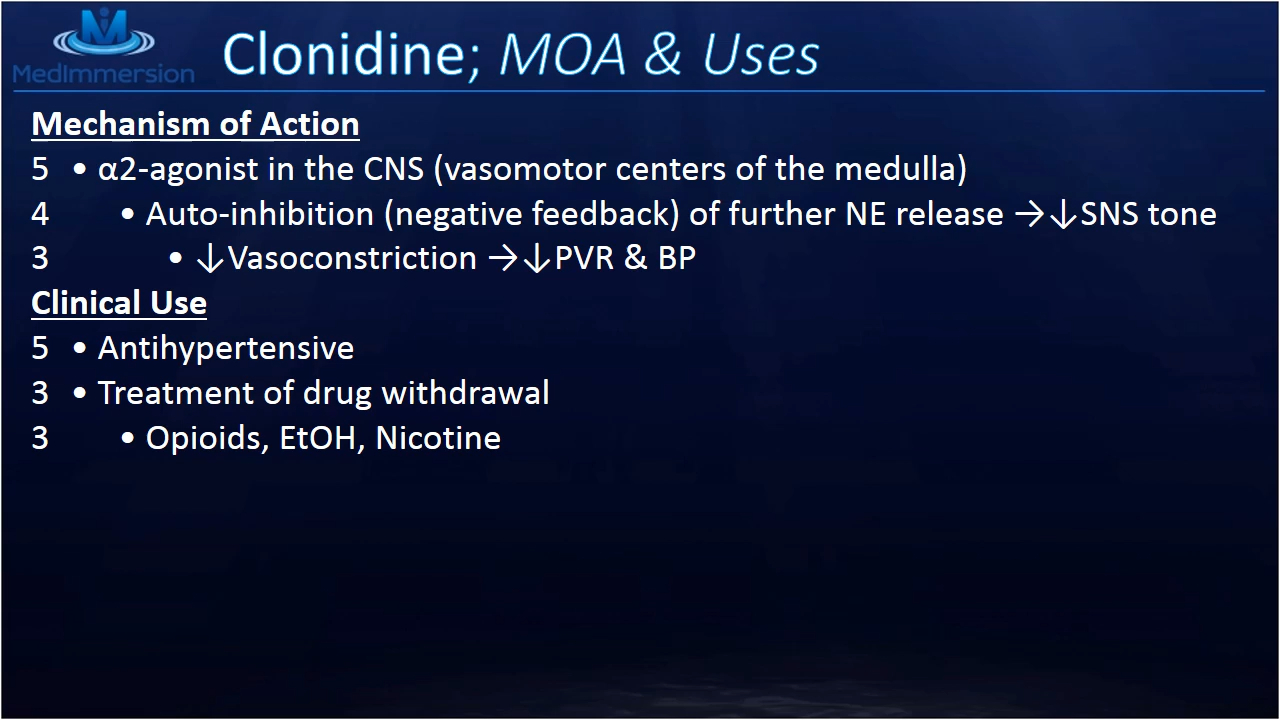 MedImmersion
Clonidine; MOA & Uses
Mechanism of Action
5 • α2-agonist in the CNS (vasomotor centers of the medulla)
4 • Auto-inhibition (negative feedback) of further NE release →↓SNS tone
3 • ↓Vasoconstriction →↓PVR & BP
Clinical Use
5 • Antihypertensive
3 • Treatment of drug withdrawal
3 • Opioids, EtOH, Nicotine